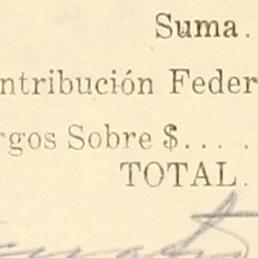 Suma.
ntribución Feder
rgos Sobre $....
TOTAL.